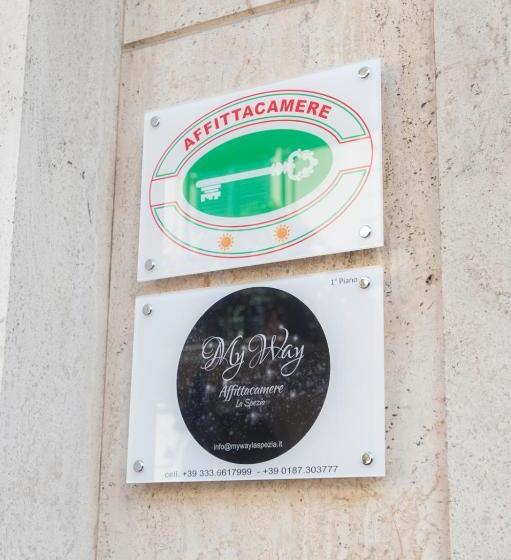 AFFITTACAMERE
1° Piano
My Way
Affittacamere
La Spezia
info@mywaylaspezia.it
cell. +39 333.6617999 - +39 0187.303777